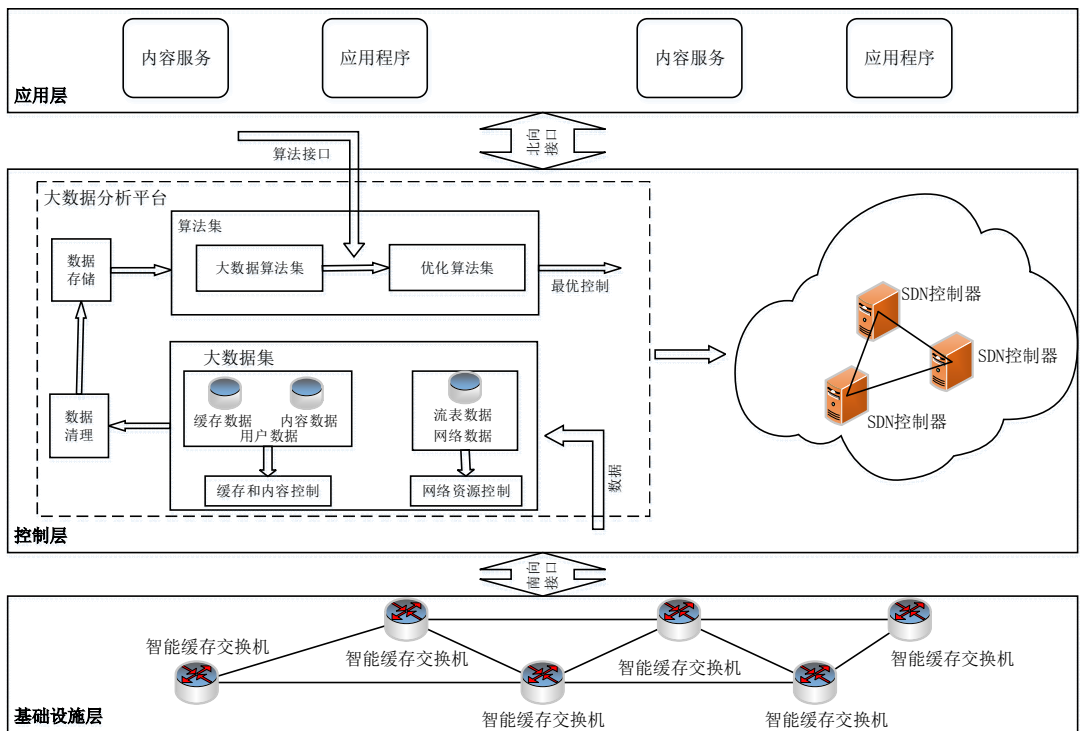 内容服务
应用程序
内容服务
应用程序
应用层
北向
接口
算法接口
大数据分析平台
算法集
数据
存储
大数据算法集
优化算法集
最优控制
SDN控制器
SDN控制器
SDN控制器
大数据集
缓存数据
内容数据
用户数据
流表数据
网络数据
数据
清理
缓存和内容控制
网络资源控制
数据
控制层
南向
接口
智能缓存交换机
智能缓存交换机
智能缓存交换机
智能缓存交换机
智能缓存交换机
智能缓存交换机
基础设施层